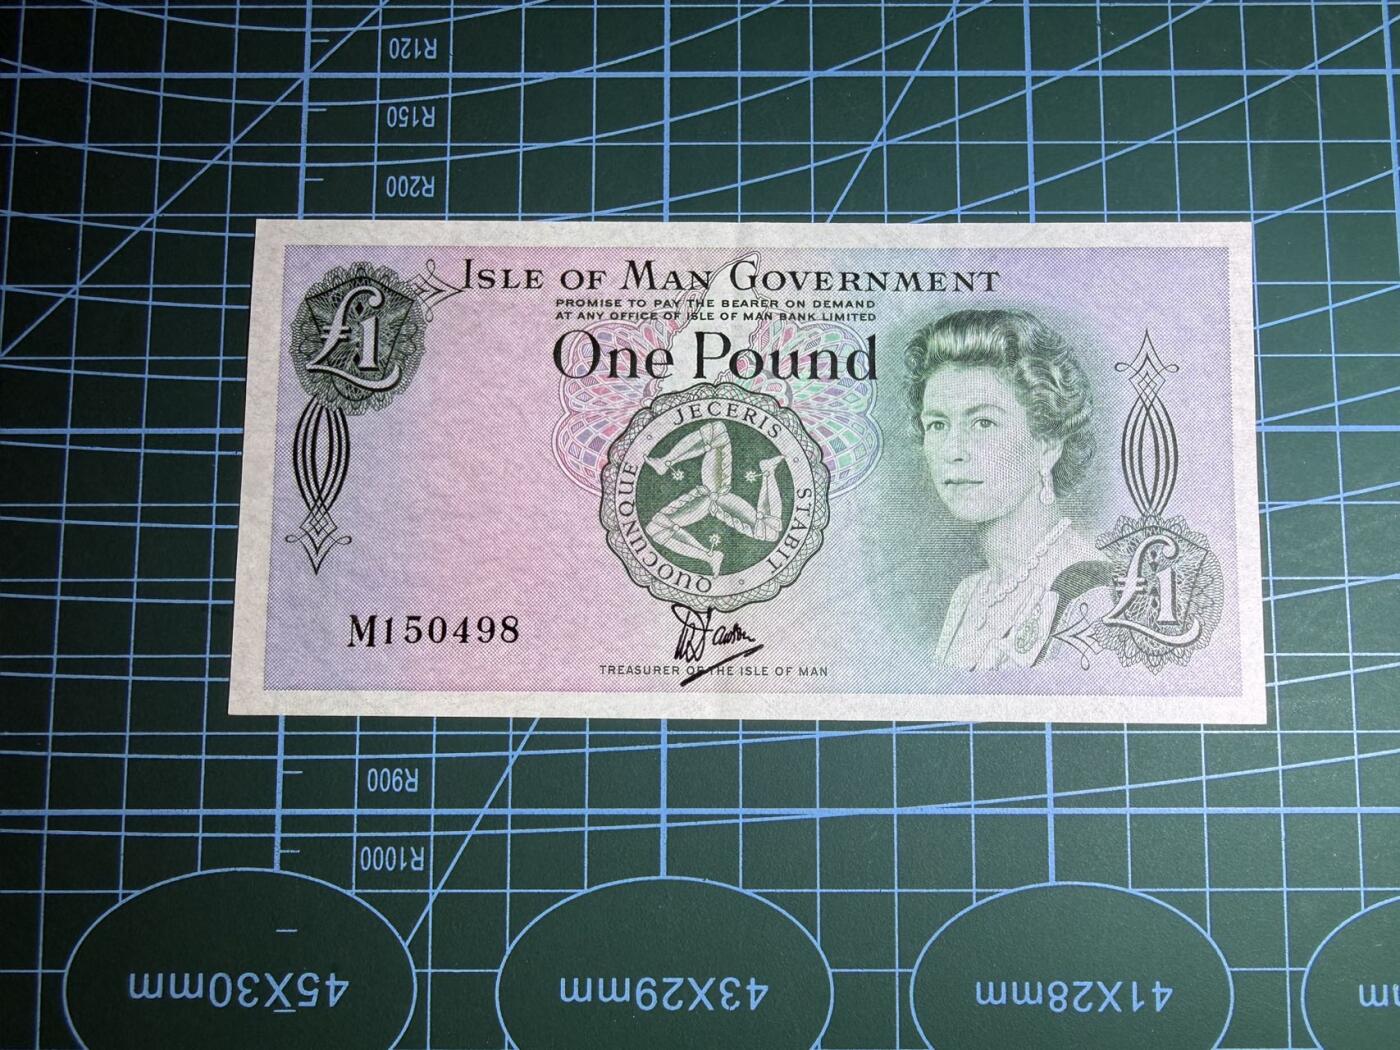 R120
R150
R200
£1
ISLE OF MAN GOVERNMENT
PROMISE TO PAY THE BEARER ON DEMAND
AT ANY OFFICE OF ISLE OF MAN BANK LIMITED
One Pound
QUOCUNQUE · JECERIS · STABIT
M150498
TREASURER OF THE ISLE OF MAN
£1
R900
R1000
45X30mm
43X29mm
41X28mm